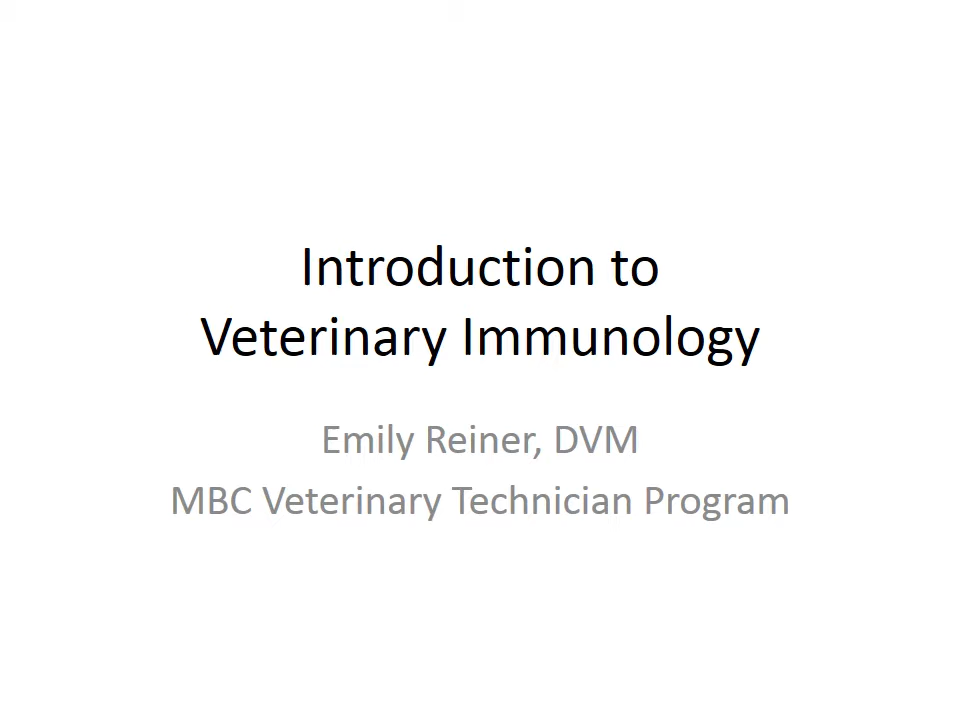 Introduction to
Veterinary Immunology
Emily Reiner, DVM
MBC Veterinary Technician Program